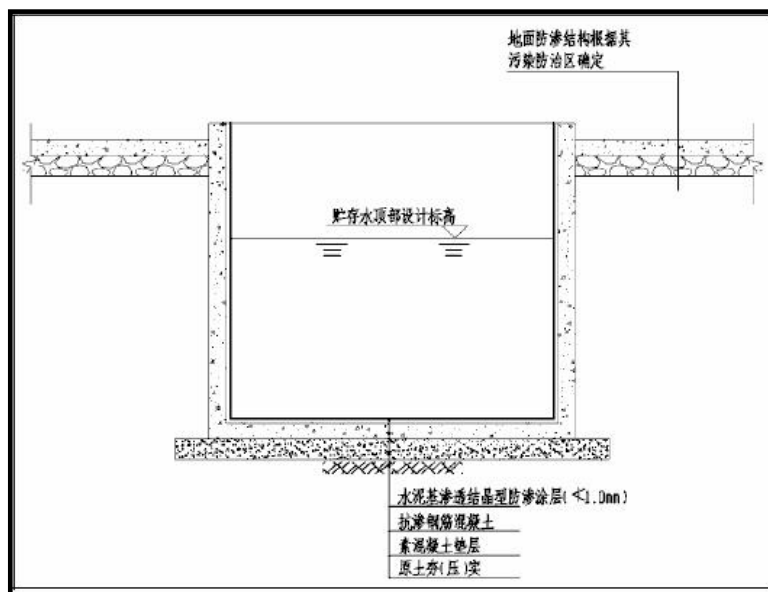 地面防渗结构根据其
污染防治区确定
贮存水顶部设计标高
水泥基渗透结晶型防渗涂层(≮1.0mm)
抗渗钢筋混凝土
素混凝土垫层
原土夯(压)实